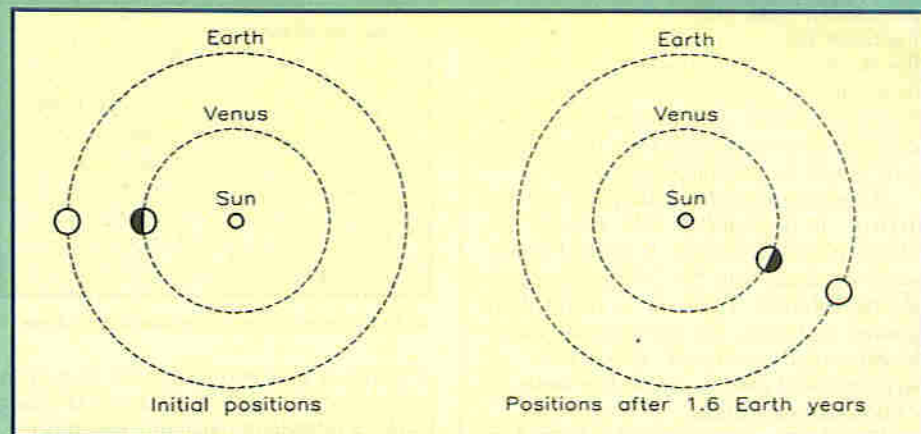 Earth
Venus
Sun
Initial positions
Earth
Venus
Sun
Positions after 1.6 Earth years